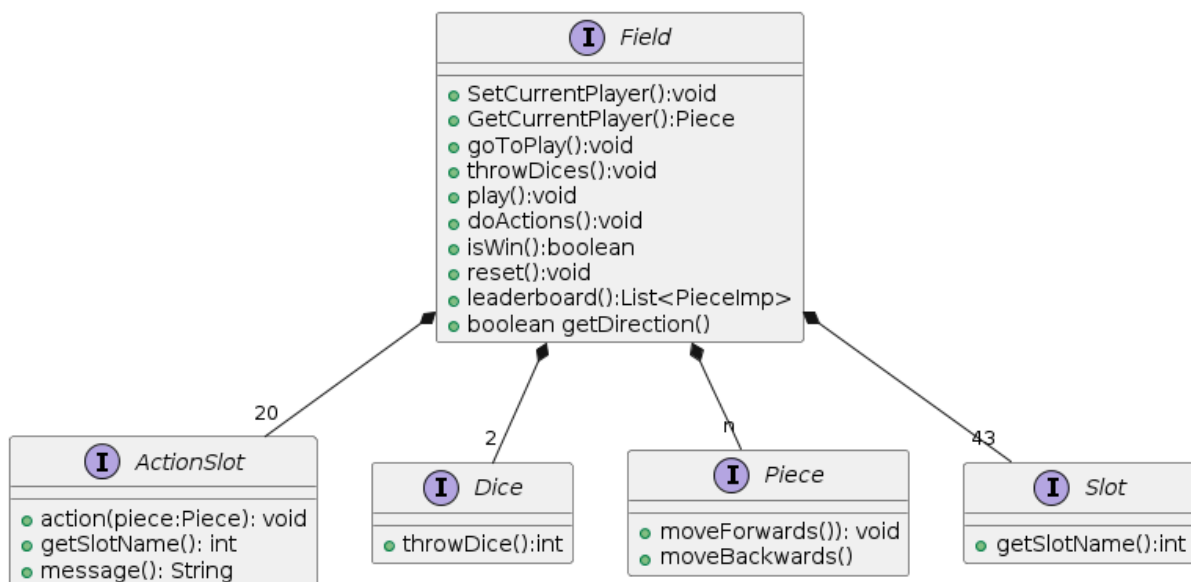 I Field
SetCurrentPlayer():void
GetCurrentPlayer():Piece
goToPlay():void
throwDices():void
play():void
doActions():void
isWin():boolean
reset():void
leaderboard():List<PieceImp>
boolean getDirection()
20
2
n
43
I ActionSlot
action(piece:Piece): void
getSlotName(): int
message(): String
I Dice
throwDice():int
I Piece
moveForwards()): void
moveBackwards()
I Slot
getSlotName():int